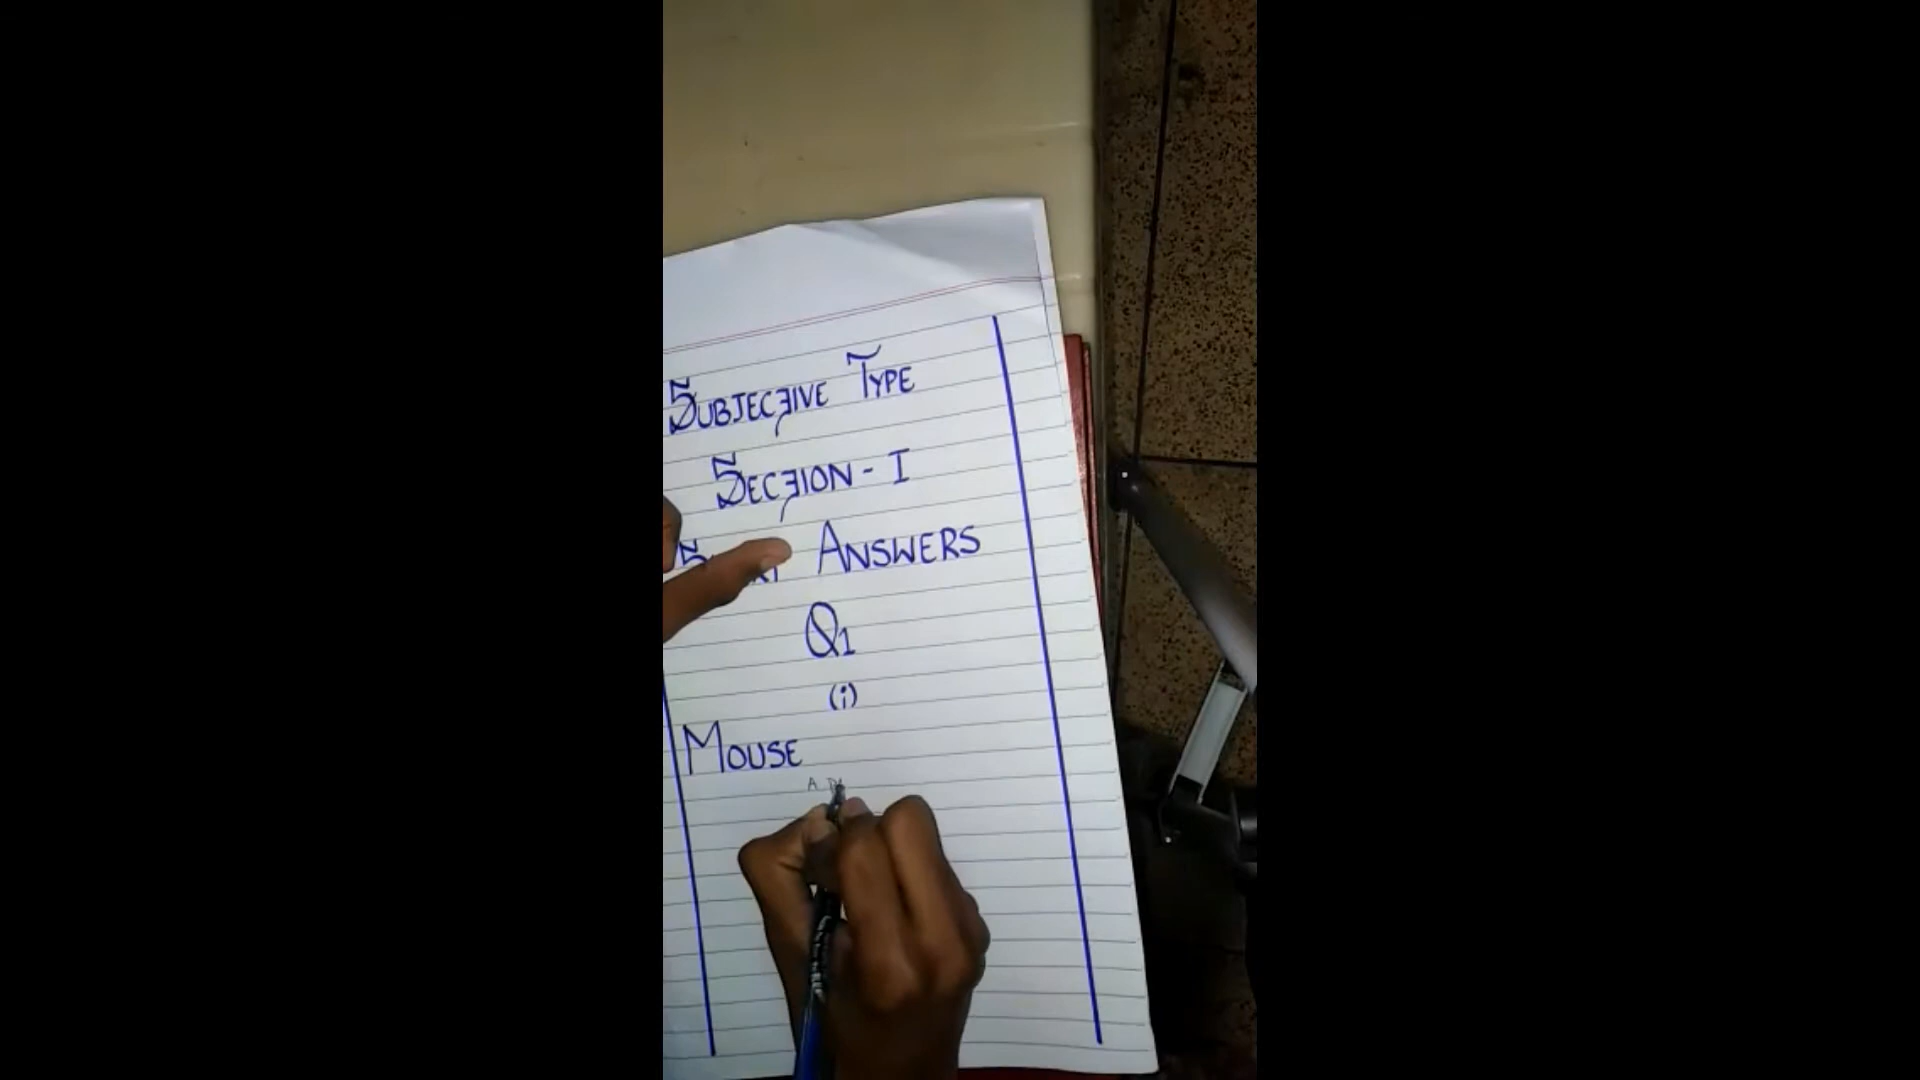 Subjective Type
Section - I
Answers
Q1
(i)
Mouse
A